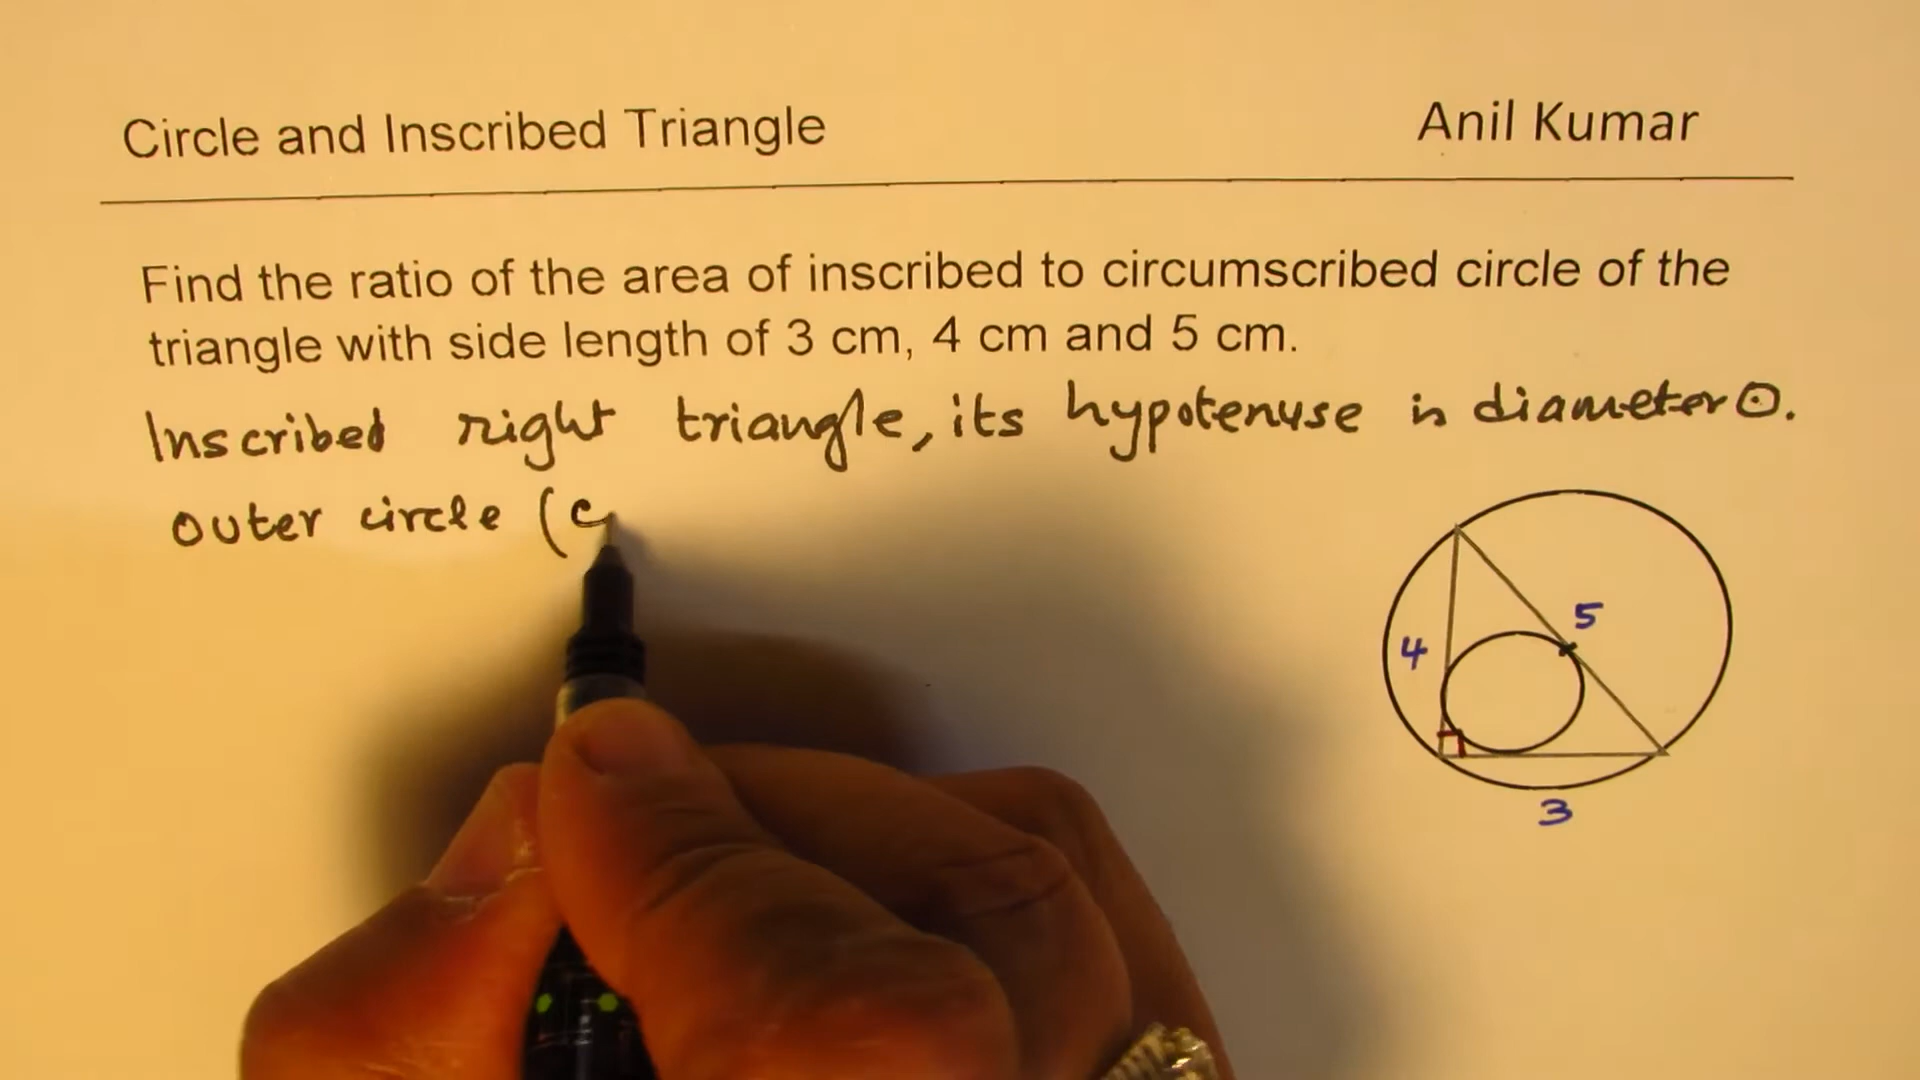 Circle and Inscribed Triangle
Anil Kumar
Find the ratio of the area of inscribed to circumscribed circle of the
triangle with side length of 3 cm, 4 cm and 5 cm.
Inscribed right triangle, its hypotenuse is diameter ⊙.
outer circle (c
5
4
3